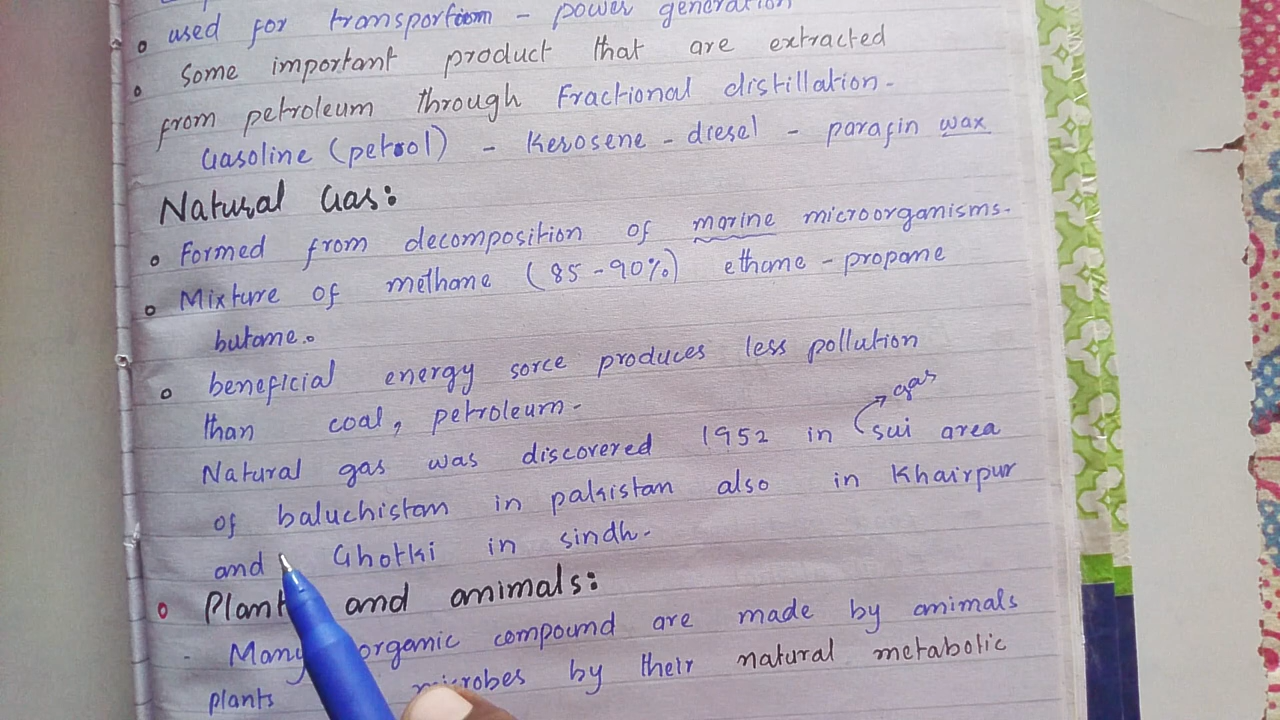 used for transportiom - power generation
some important product that are extracted
from petroleum through Fractional distillation.
Gasoline (petrol) - Kerosene - diesel - parafin wax
Natural Gas:
Formed from decomposition of marine microorganisms.
Mixture of methane (85-90%) ethane - propane
butane.
beneficial energy sorce produces less pollution
than coal, petroleum.
gas
Natural gas was discovered 1952 in sui area
of baluchistan in pakistan also in Khairpur
and Ghotki in sindh.
Plant and animals:
Many organic compound are made by animals
plants microbes by their natural metabolic